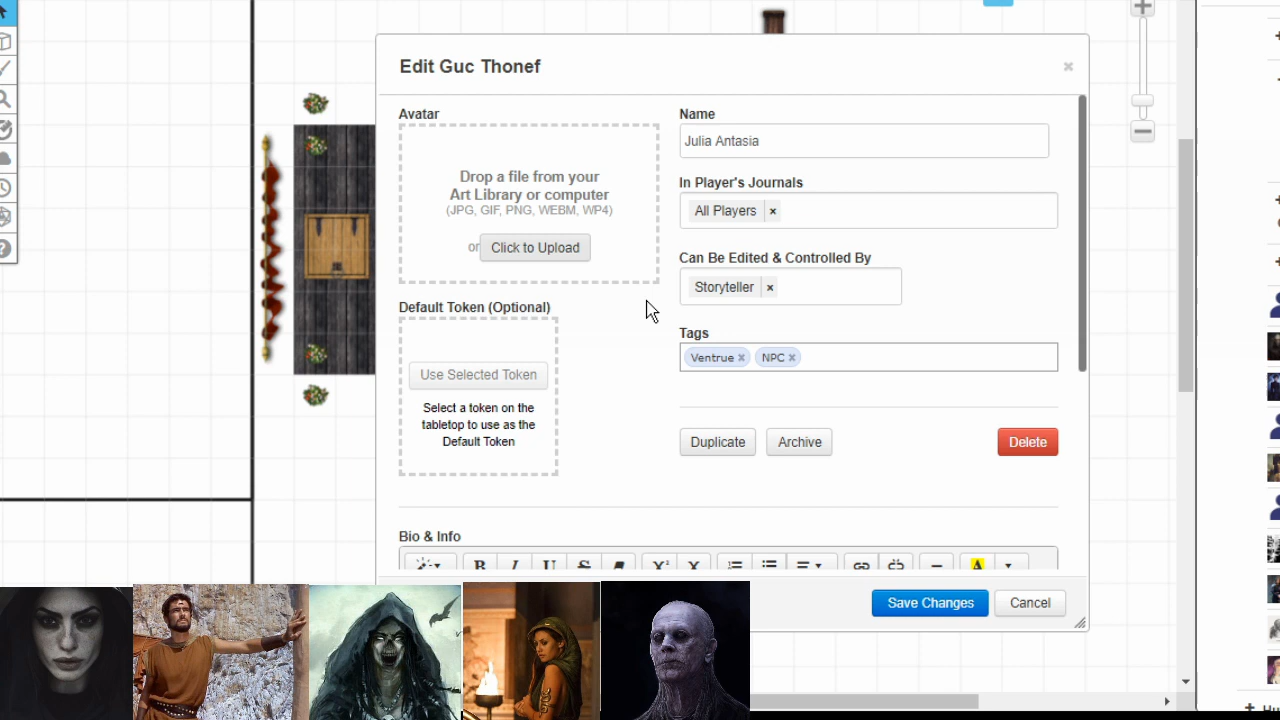 Edit Guc Thonef
×
Avatar
Drop a file from your
Art Library or computer
(JPG, GIF, PNG, WEBM, WP4)
or Click to Upload
Default Token (Optional)
Use Selected Token
Select a token on the
tabletop to use as the
Default Token
Name
Julia Antasia
In Player's Journals
All Players ×
Can Be Edited & Controlled By
Storyteller ×
Tags
Ventrue × NPC ×
Duplicate Archive Delete
Bio & Info
B I U S
A
Save Changes Cancel